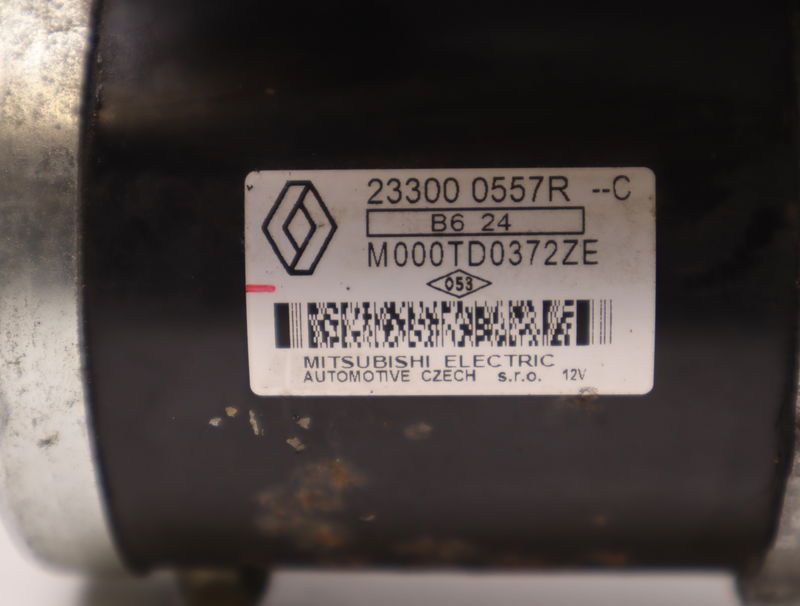 23300 0557R --C
B6 24
M000TD0372ZE
053
MITSUBISHI ELECTRIC
AUTOMOTIVE CZECH s.r.o. 12V